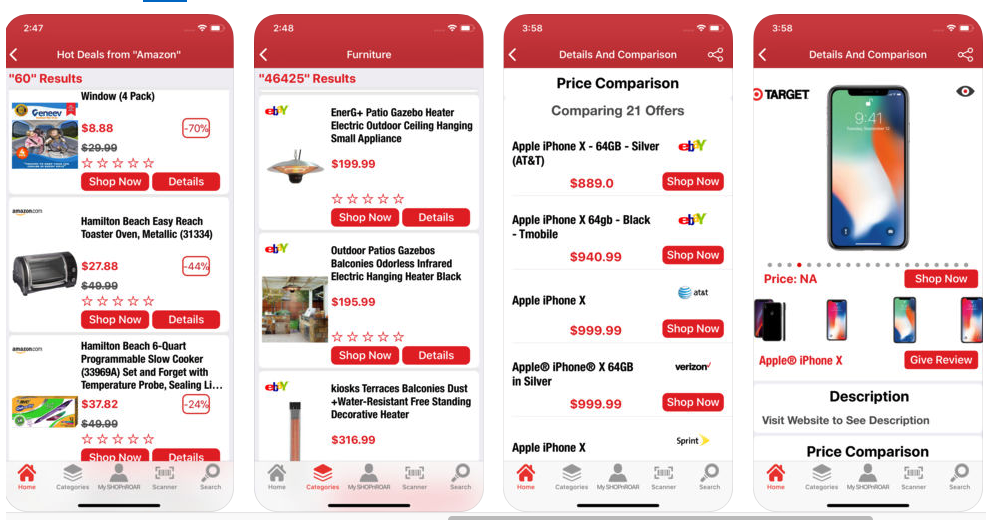 2:47
Hot Deals from "Amazon"
"60" Results
Window (4 Pack)
Geneev
$8.88
-70%
$29.99
Shop Now
Details
amazon.com
Hamilton Beach Easy Reach
Toaster Oven, Metallic (31334)
$27.88
-44%
$49.99
Shop Now
Details
amazon.com
Hamilton Beach 6-Quart
Programmable Slow Cooker
(33969A) Set and Forget with
Temperature Probe, Sealing Li...
$37.82
-24%
$49.99
Shop Now
Details
Home
Categories
My SHOPnROAR
Scanner
Search
2:48
Furniture
"46425" Results
ebY
EnerG+ Patio Gazebo Heater
Electric Outdoor Ceiling Hanging
Small Appliance
$199.99
Shop Now
Details
ebY
Outdoor Patios Gazebos
Balconies Odorless Infrared
Electric Hanging Heater Black
$195.99
Shop Now
Details
ebY
kiosks Terraces Balconies Dust
+Water-Resistant Free Standing
Decorative Heater
$316.99
Home
Categories
My SHOPnROAR
Scanner
Search
3:58
Details And Comparison
Price Comparison
Comparing 21 Offers
Apple iPhone X - 64GB - Silver
(AT&T)
ebY
$889.0
Shop Now
Apple iPhone X 64gb - Black
- Tmobile
ebY
$940.99
Shop Now
Apple iPhone X
at&t
$999.99
Shop Now
Apple® iPhone® X 64GB
in Silver
verizon
$999.99
Shop Now
Apple iPhone X
Sprint
Home
Categories
My SHOPnROAR
Scanner
Search
3:58
Details And Comparison
TARGET
9:41
Tuesday, September 12
Price: NA
Shop Now
Apple® iPhone X
Give Review
Description
Visit Website to See Description
Price Comparison
Home
Categories
My SHOPnROAR
Scanner
Search